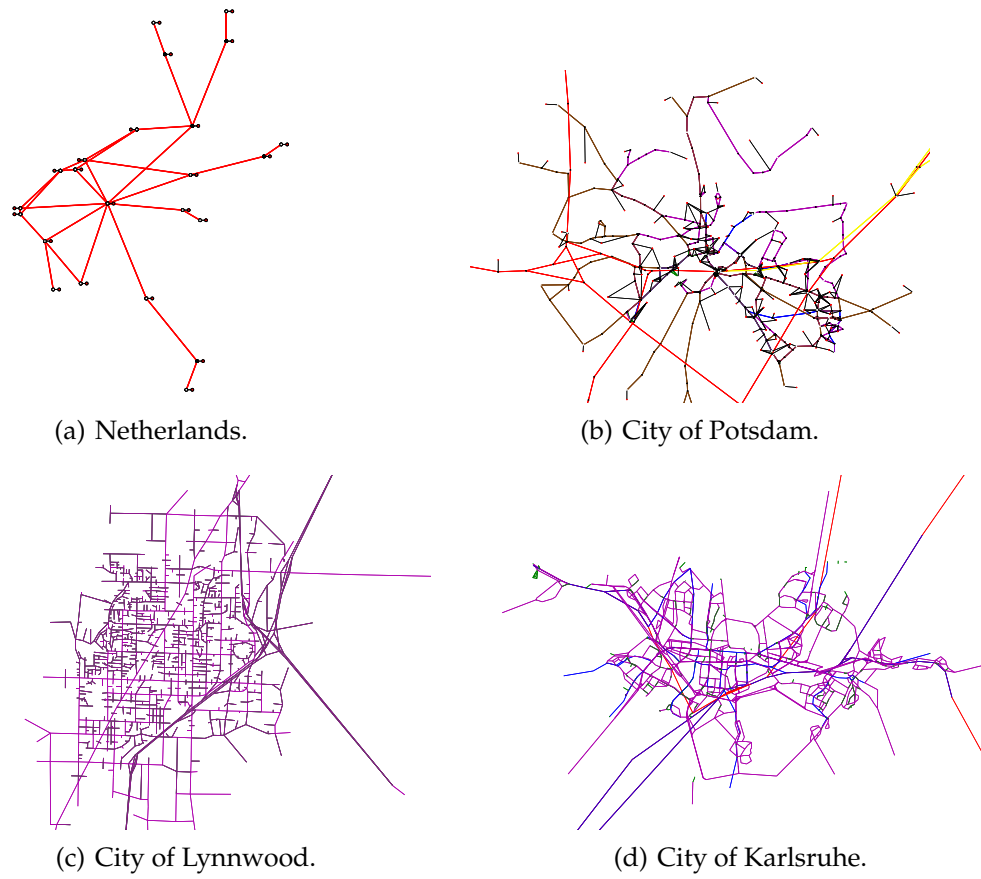 (a) Netherlands.
(b) City of Potsdam.
(c) City of Lynnwood.
(d) City of Karlsruhe.